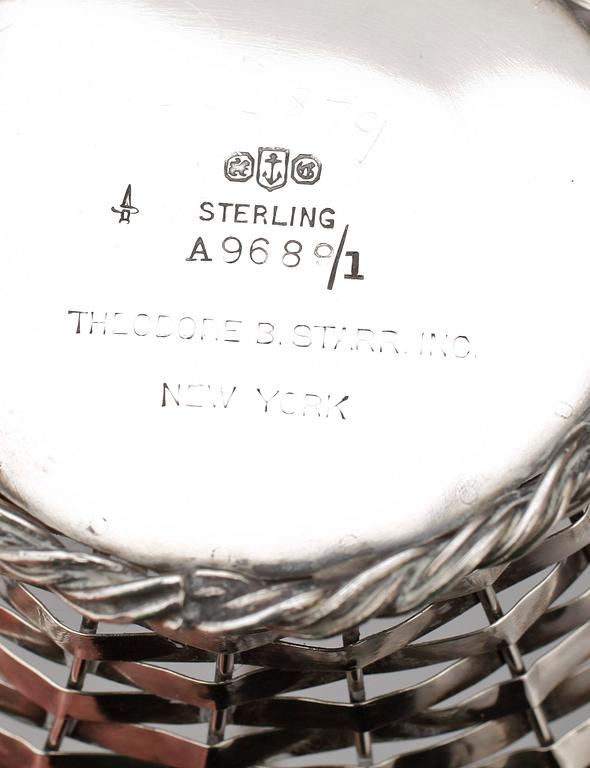 STERLING
A9689/1
THEODORE B. STARR. INC.
NEW YORK